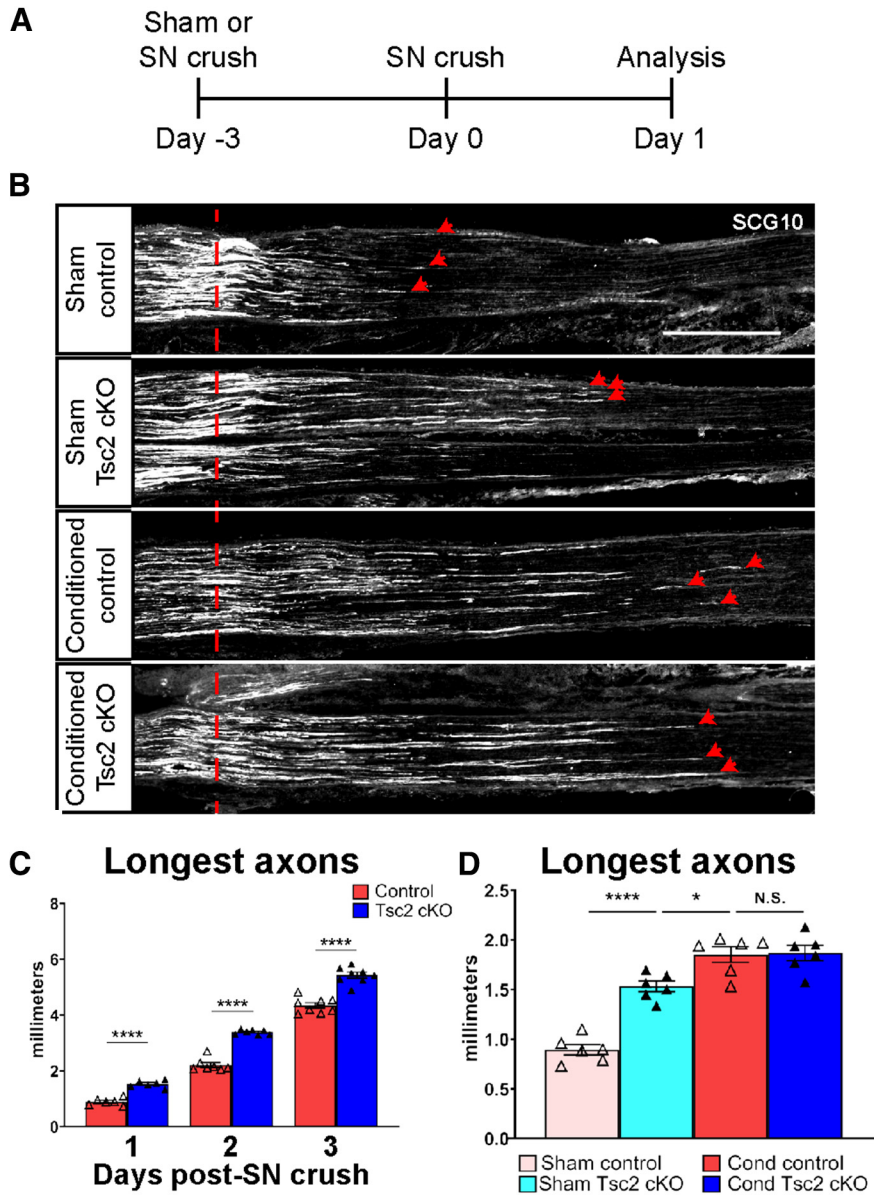 A
Sham or
SN crush
SN crush
Analysis
Day -3
Day 0
Day 1
B
SCG10
Sham
control
Sham
Tsc2 cKO
Conditioned
control
Conditioned
Tsc2 cKO
C
Longest axons
Control
Tsc2 cKO
millimeters
8
6
4
2
0
****
****
****
1
2
3
Days post-SN crush
D
Longest axons
millimeters
2.5
2.0
1.5
1.0
0.5
0.0
****
*
N.S.
Sham control
Cond control
Sham Tsc2 cKO
Cond Tsc2 cKO